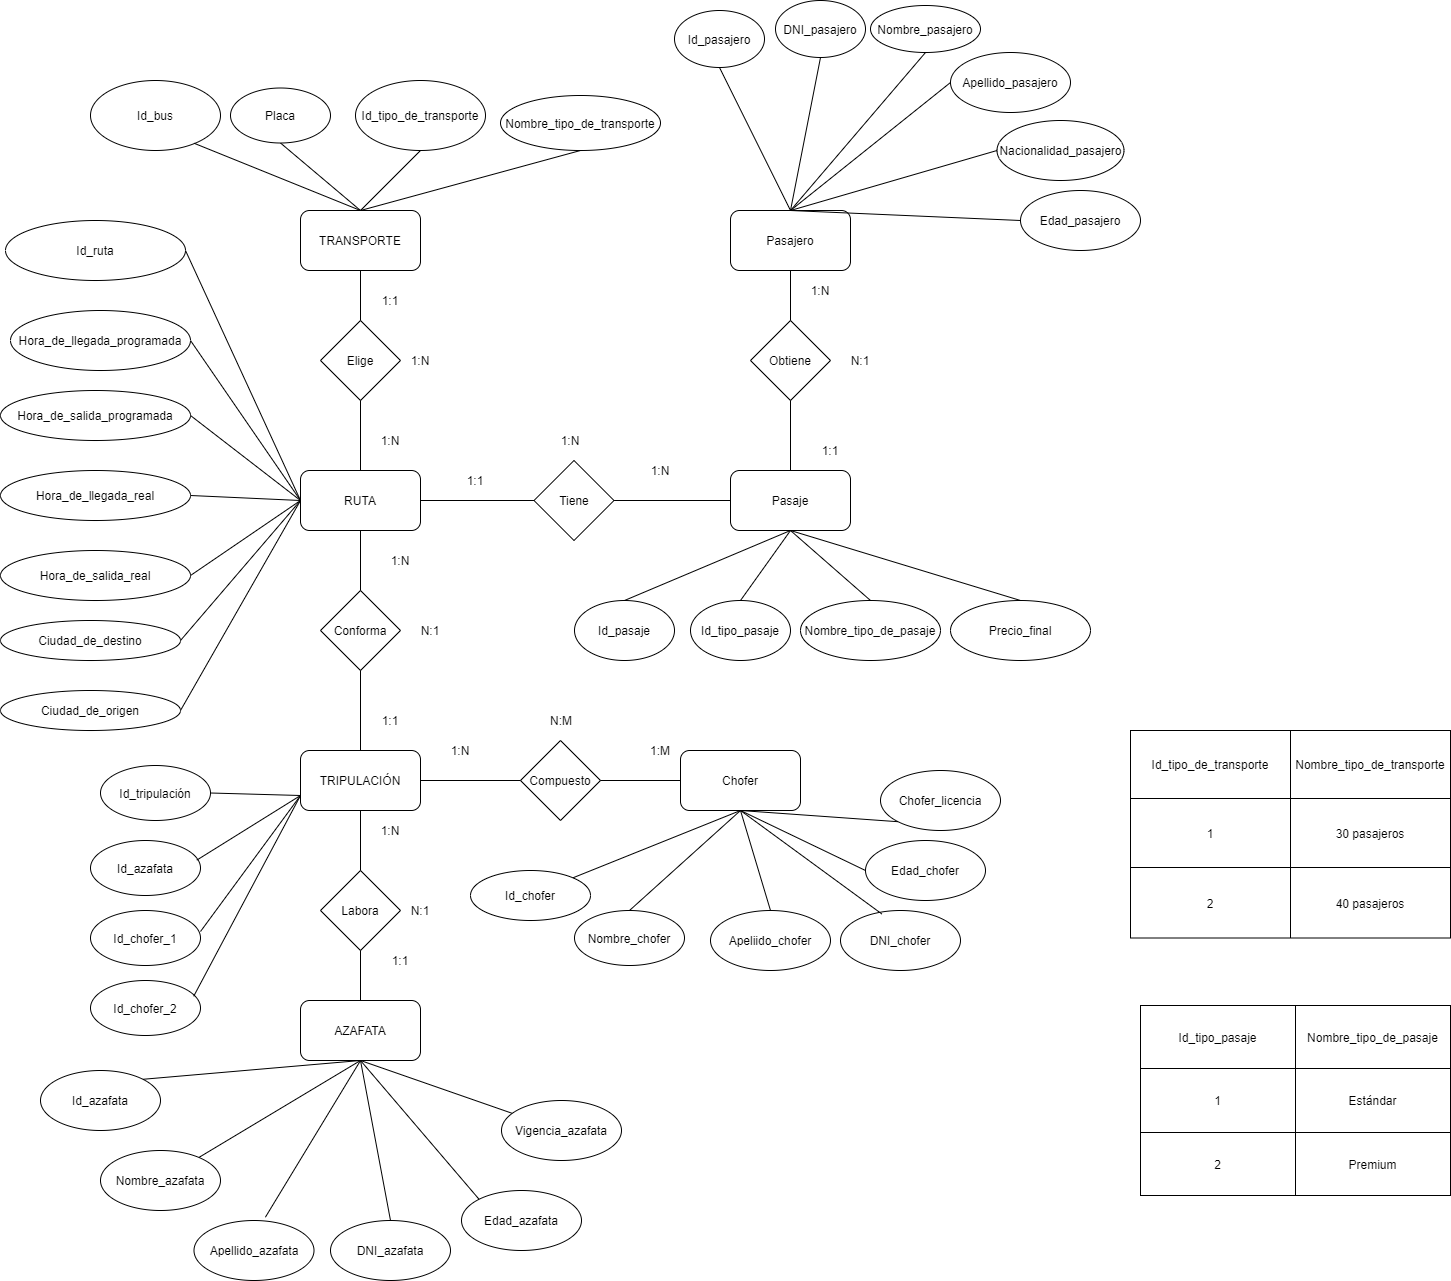 Id_pasajero
DNI_pasajero
Nombre_pasajero
Apellido_pasajero
Nacionalidad_pasajero
Edad_pasajero
Id_bus
Placa
Id_tipo_de_transporte
Nombre_tipo_de_transporte
TRANSPORTE
Pasajero
Id_ruta
1:1
1:N
Hora_de_llegada_programada
Elige
1:N
Obtiene
N:1
Hora_de_salida_programada
1:N
1:N
1:1
1:1
1:N
Hora_de_llegada_real
RUTA
Tiene
Pasaje
1:N
Hora_de_salida_real
Conforma
N:1
Id_pasaje
Id_tipo_pasaje
Nombre_tipo_de_pasaje
Precio_final
Ciudad_de_destino
Ciudad_de_origen
1:1
N:M
1:N
1:M
TRIPULACIÓN
Compuesto
Chofer
Id_tripulación
1:N
Chofer_licencia
Id_azafata
Edad_chofer
Id_chofer
Labora
N:1
Id_chofer_1
Nombre_chofer
Apeliido_chofer
DNI_chofer
1:1
Id_chofer_2
AZAFATA
Id_azafata
Vigencia_azafata
Nombre_azafata
Edad_azafata
Apellido_azafata
DNI_azafata
Id_tipo_de_transporte
Nombre_tipo_de_transporte
1
30 pasajeros
2
40 pasajeros
Id_tipo_pasaje
Nombre_tipo_de_pasaje
1
Estándar
2
Premium